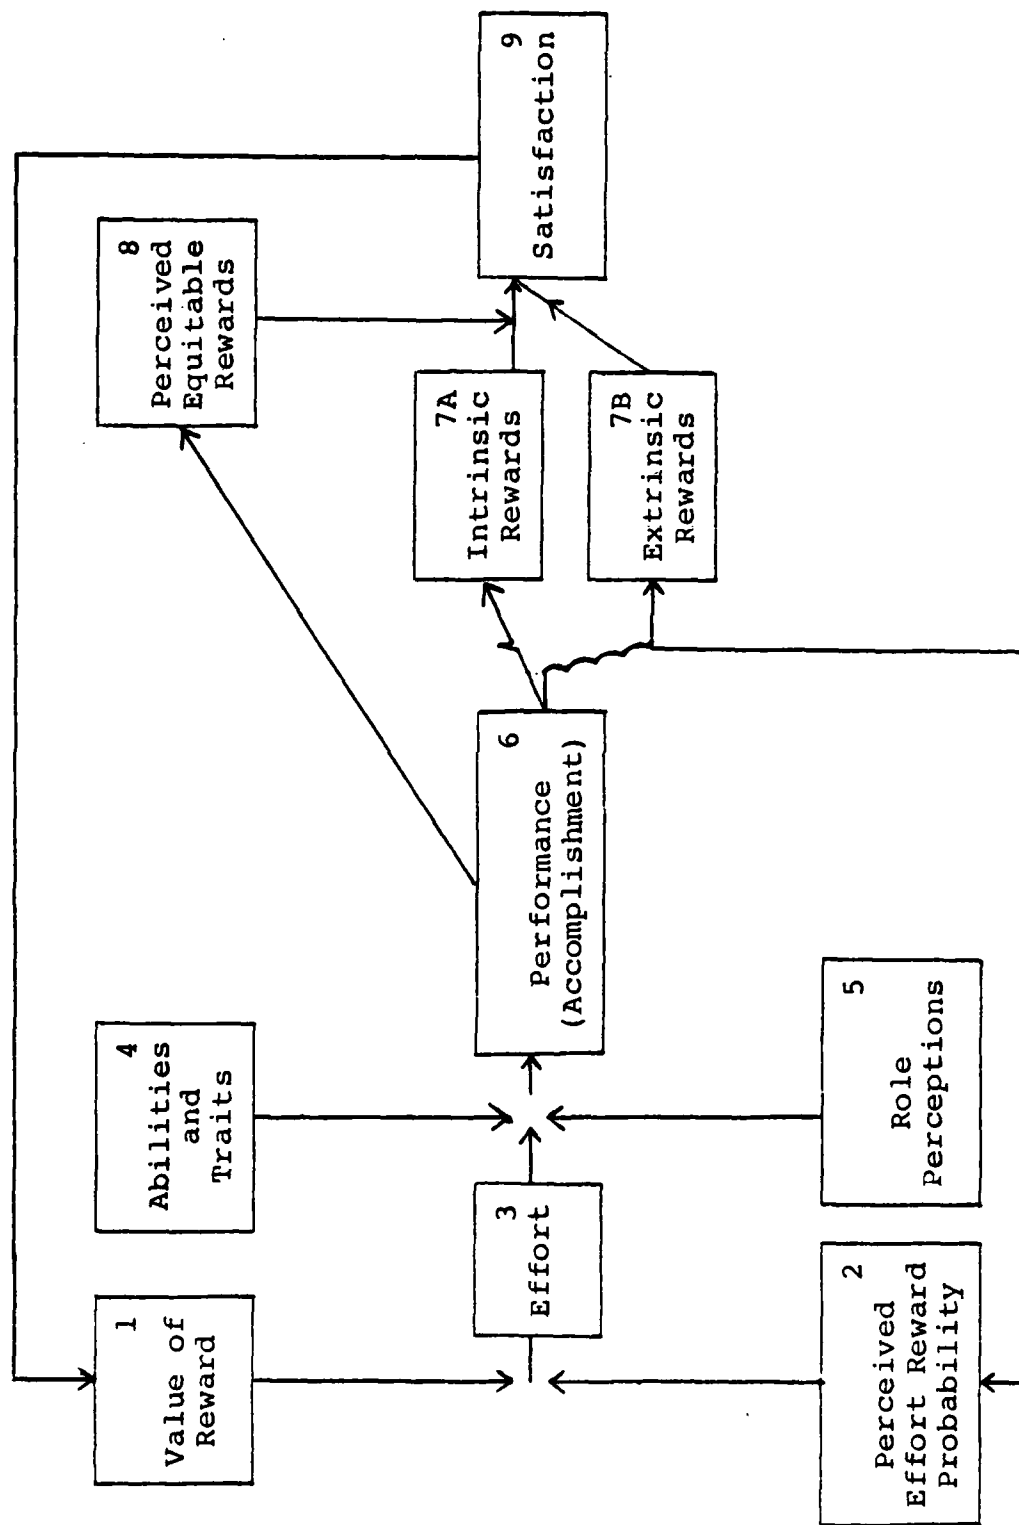 1
Value of
Reward
4
Abilities
and
Traits
8
Perceived
Equitable
Rewards
3
Effort
6
Performance
(Accomplishment)
7A
Intrinsic
Rewards
9
Satisfaction
7B
Extrinsic
Rewards
2
Perceived
Effort Reward
Probability
5
Role
Perceptions